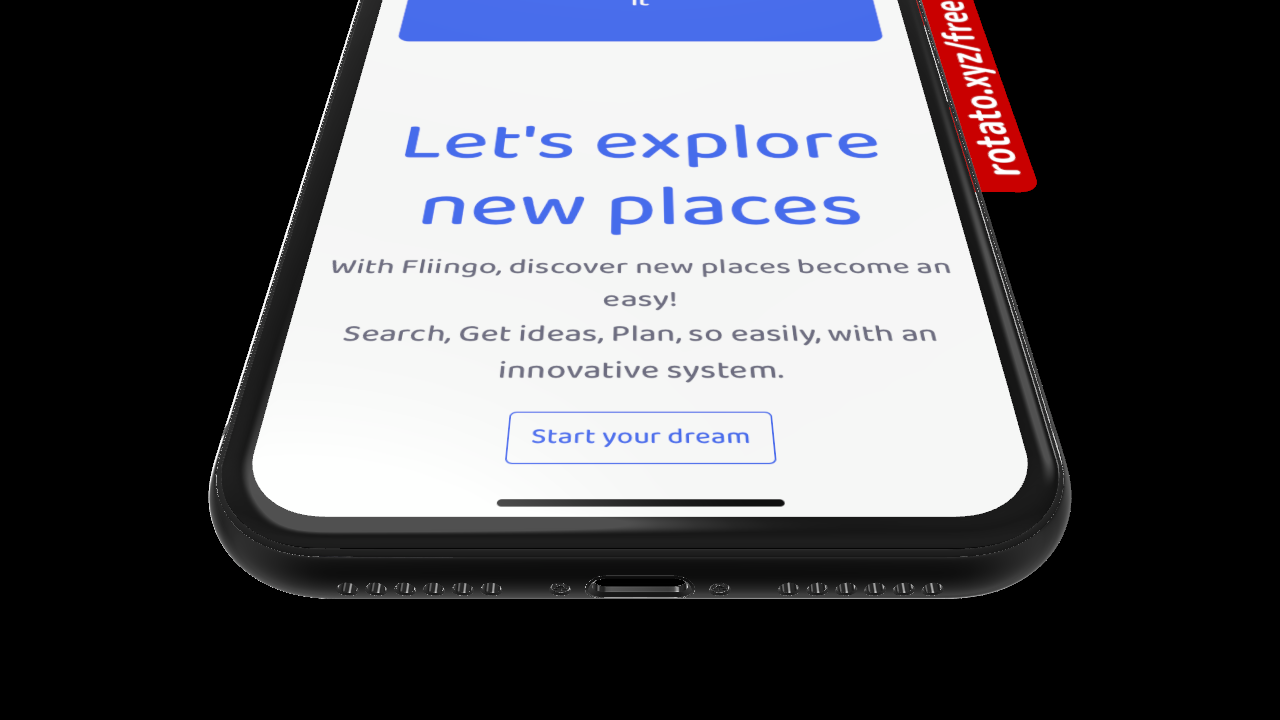 it
Let's explore
new places
With Fliingo, discover new places become an
easy!
Search, Get ideas, Plan, so easily, with an
innovative system.
Start your dream
rotato.xyz/free